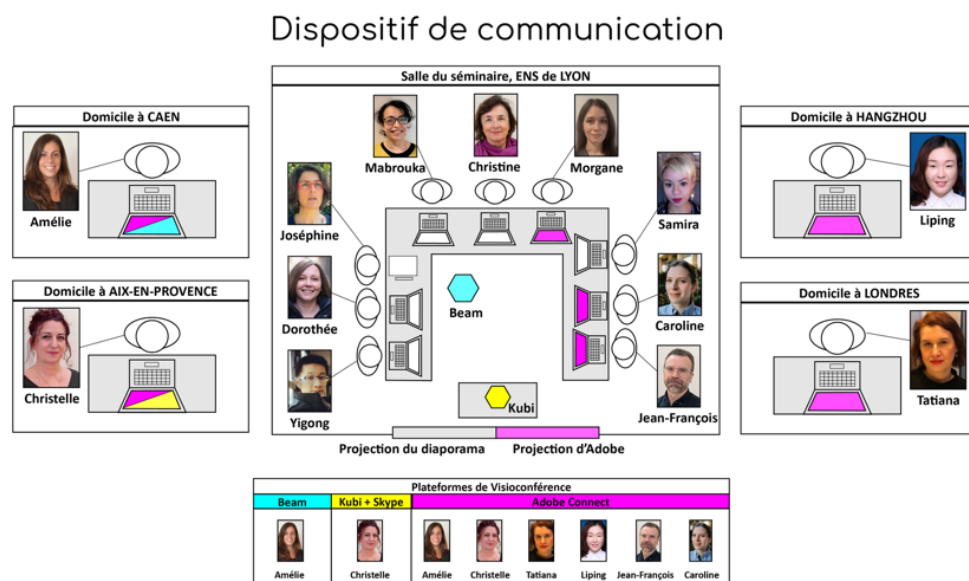 Dispositif de communication
Salle du séminaire, ENS de LYON
Domicile à CAEN
Amélie
Domicile à AIX-EN-PROVENCE
Christelle
Mabrouka
Christine
Morgane
Joséphine
Samira
Dorothée
Beam
Caroline
Yigong
Kubi
Jean-François
Projection du diaporama
Projection d'Adobe
Domicile à HANGZHOU
Liping
Domicile à LONDRES
Tatiana
Plateformes de Visioconférence
Beam
Kubi + Skype
Adobe Connect
Amélie
Christelle
Amélie
Christelle
Tatiana
Liping
Jean-François
Caroline